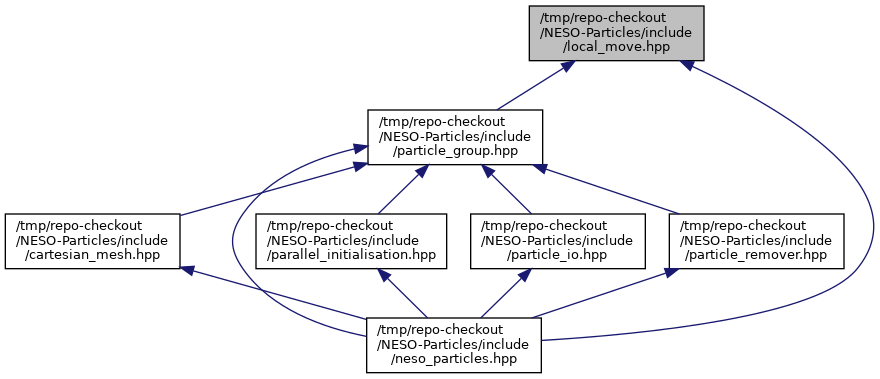 /tmp/repo-checkout
/NESO-Particles/include
/local_move.hpp
/tmp/repo-checkout
/NESO-Particles/include
/particle_group.hpp
/tmp/repo-checkout
/NESO-Particles/include
/cartesian_mesh.hpp
/tmp/repo-checkout
/NESO-Particles/include
/parallel_initialisation.hpp
/tmp/repo-checkout
/NESO-Particles/include
/particle_io.hpp
/tmp/repo-checkout
/NESO-Particles/include
/particle_remover.hpp
/tmp/repo-checkout
/NESO-Particles/include
/neso_particles.hpp